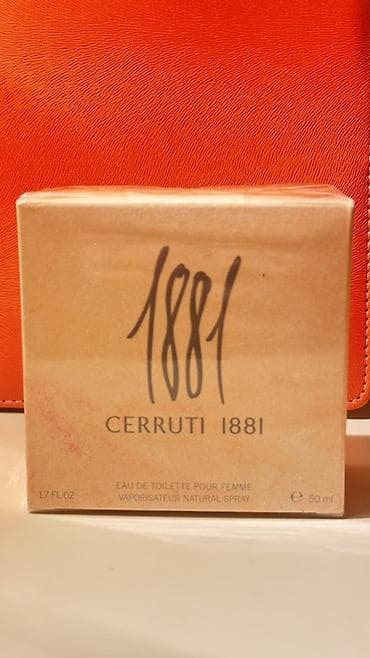 1881
CERRUTI 1881
EAU DE TOILETTE POUR FEMME
1.7 FL OZ VAPORISATEUR NATURAL SPRAY ℮ 50 ml